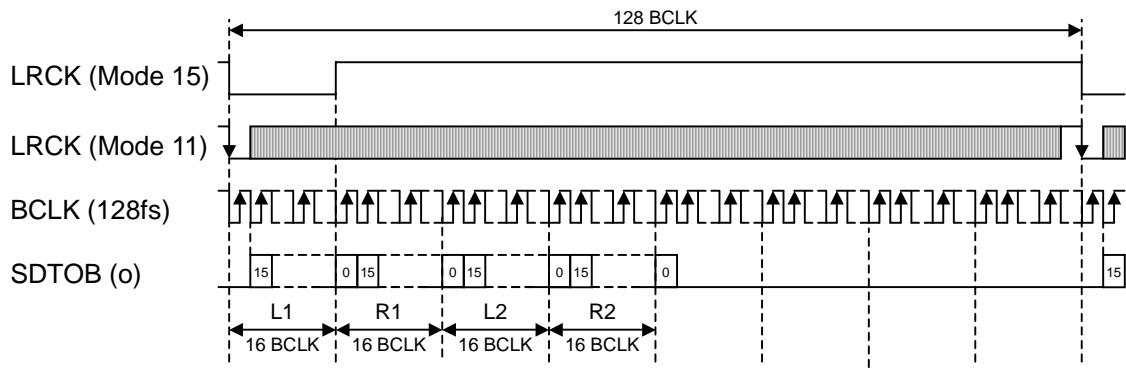 128 BCLK
LRCK (Mode 15)
LRCK (Mode 11)
BCLK (128fs)
SDTOB (o)
15 0 15 0 15 0 15 0 15
L1 R1 L2 R2
16 BCLK 16 BCLK 16 BCLK 16 BCLK